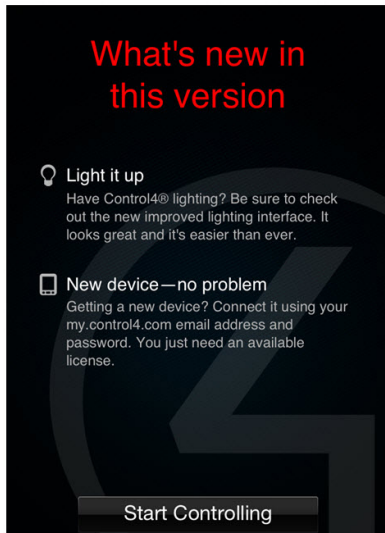 What's new in
this version
Light it up
Have Control4® lighting? Be sure to check
out the new improved lighting interface. It
looks great and it's easier than ever.
New device—no problem
Getting a new device? Connect it using your
my.control4.com email address and
password. You just need an available
license.
Start Controlling